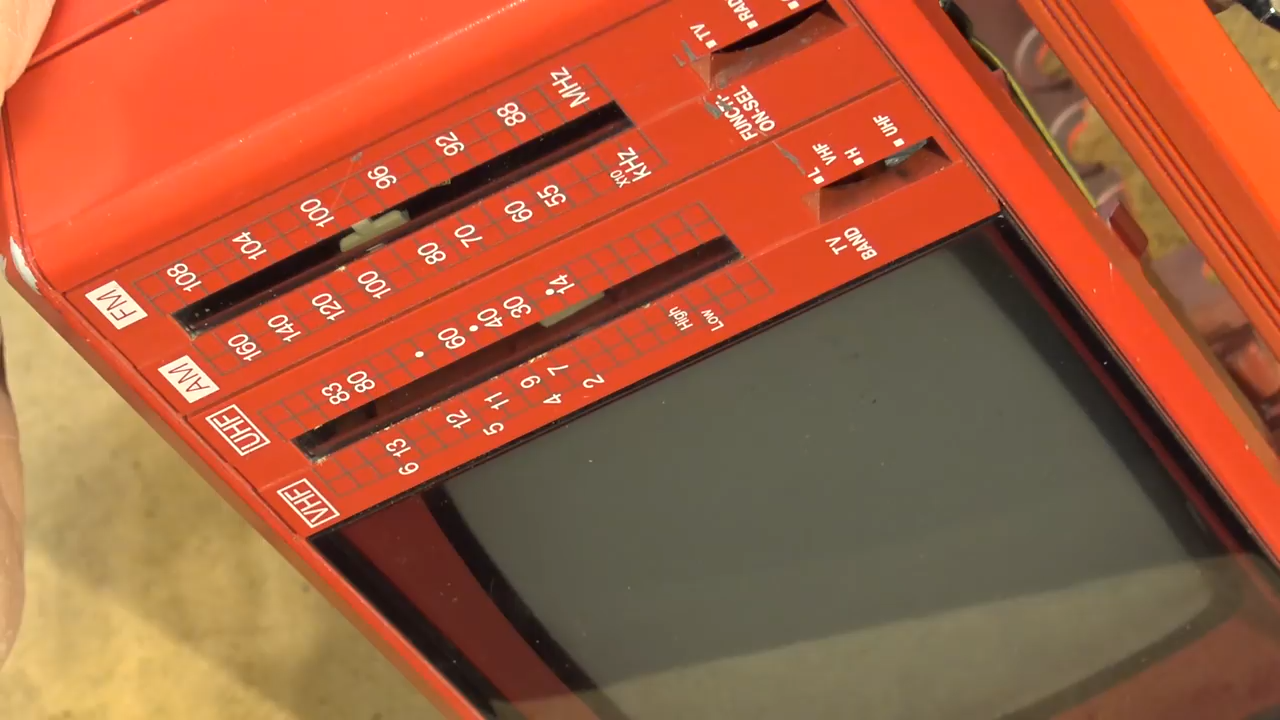 FM 108 104 100 96 92 88 MHz
AM 160 140 120 100 80 70 60 55 X10 kHz
UHF 83 80 60 40 30 14
6 13 5 12 11 4 9 7 2 High Low
VHF
TV
FUNCTI
ON-SEL
L VHF H UHF
TV
BAND